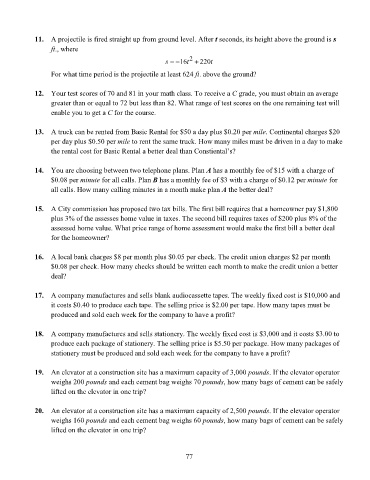 11. A projectile is fired straight up from ground level. After t seconds, its height above the ground is s
ft., where
s = −16t² + 220t
For what time period is the projectile at least 624 ft. above the ground?
12. Your test scores of 70 and 81 in your math class. To receive a C grade, you must obtain an average
greater than or equal to 72 but less than 82. What range of test scores on the one remaining test will
enable you to get a C for the course.
13. A truck can be rented from Basic Rental for $50 a day plus $0.20 per mile. Continental charges $20
per day plus $0.50 per mile to rent the same truck. How many miles must be driven in a day to make
the rental cost for Basic Rental a better deal than Constiental's?
14. You are choosing between two telephone plans. Plan A has a monthly fee of $15 with a charge of
$0.08 per minute for all calls. Plan B has a monthly fee of $3 with a charge of $0.12 per minute for
all calls. How many calling minutes in a month make plan A the better deal?
15. A City commission has proposed two tax bills. The first bill requires that a homeowner pay $1,800
plus 3% of the assesses home value in taxes. The second bill requires taxes of $200 plus 8% of the
assessed home value. What price range of home assessment would make the first bill a better deal
for the homeowner?
16. A local bank charges $8 per month plus $0.05 per check. The credit union charges $2 per month
$0.08 per check. How many checks should be written each month to make the credit union a better
deal?
17. A company manufactures and sells blank audiocassette tapes. The weekly fixed cost is $10,000 and
it costs $0.40 to produce each tape. The selling price is $2.00 per tape. How many tapes must be
produced and sold each week for the company to have a profit?
18. A company manufactures and sells stationery. The weekly fixed cost is $3,000 and it costs $3.00 to
produce each package of stationery. The selling price is $5.50 per package. How many packages of
stationery must be produced and sold each week for the company to have a profit?
19. An elevator at a construction site has a maximum capacity of 3,000 pounds. If the elevator operator
weighs 200 pounds and each cement bag weighs 70 pounds, how many bags of cement can be safely
lifted on the elevator in one trip?
20. An elevator at a construction site has a maximum capacity of 2,500 pounds. If the elevator operator
weighs 160 pounds and each cement bag weighs 60 pounds, how many bags of cement can be safely
lifted on the elevator in one trip?
77